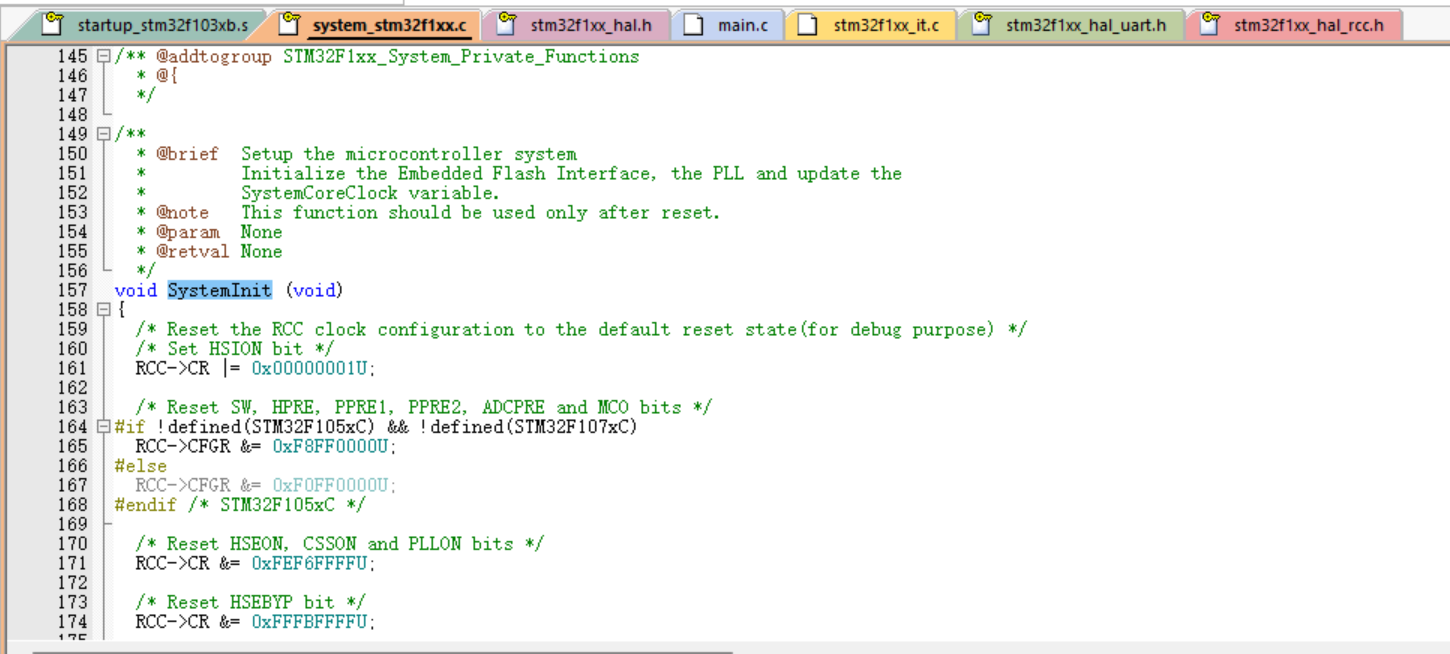 startup_stm32f103xb.s system_stm32f1xx.c stm32f1xx_hal.h main.c stm32f1xx_it.c stm32f1xx_hal_uart.h stm32f1xx_hal_rcc.h
145 /** @addtogroup STM32F1xx_System_Private_Functions
146 * @{
147 */
148
149 /**
150 * @brief Setup the microcontroller system
151 * Initialize the Embedded Flash Interface, the PLL and update the
152 * SystemCoreClock variable.
153 * @note This function should be used only after reset.
154 * @param None
155 * @retval None
156 */
157 void SystemInit (void)
158 {
159 /* Reset the RCC clock configuration to the default reset state(for debug purpose) */
160 /* Set HSION bit */
161 RCC->CR |= 0x00000001U;
162
163 /* Reset SW, HPRE, PPRE1, PPRE2, ADCPRE and MCO bits */
164 #if !defined(STM32F105xC) && !defined(STM32F107xC)
165 RCC->CFGR &= 0xF8FF0000U;
166 #else
167 RCC->CFGR &= 0xF0FF0000U;
168 #endif /* STM32F105xC */
169
170 /* Reset HSEON, CSSON and PLLON bits */
171 RCC->CR &= 0xFEF6FFFFU;
172
173 /* Reset HSEBYP bit */
174 RCC->CR &= 0xFFFBFFFFU;
175